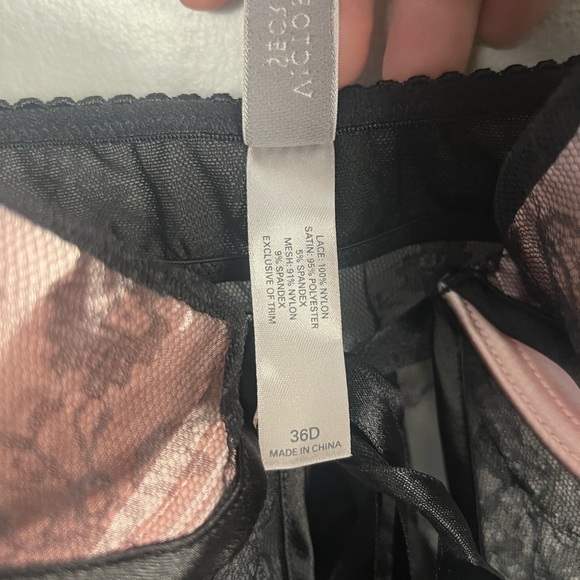 VICTORIA'S
SECRET
LACE: 100% NYLON
SATIN: 95% POLYESTER
5% SPANDEX
MESH: 91% NYLON
9% SPANDEX
EXCLUSIVE OF TRIM
36D
MADE IN CHINA